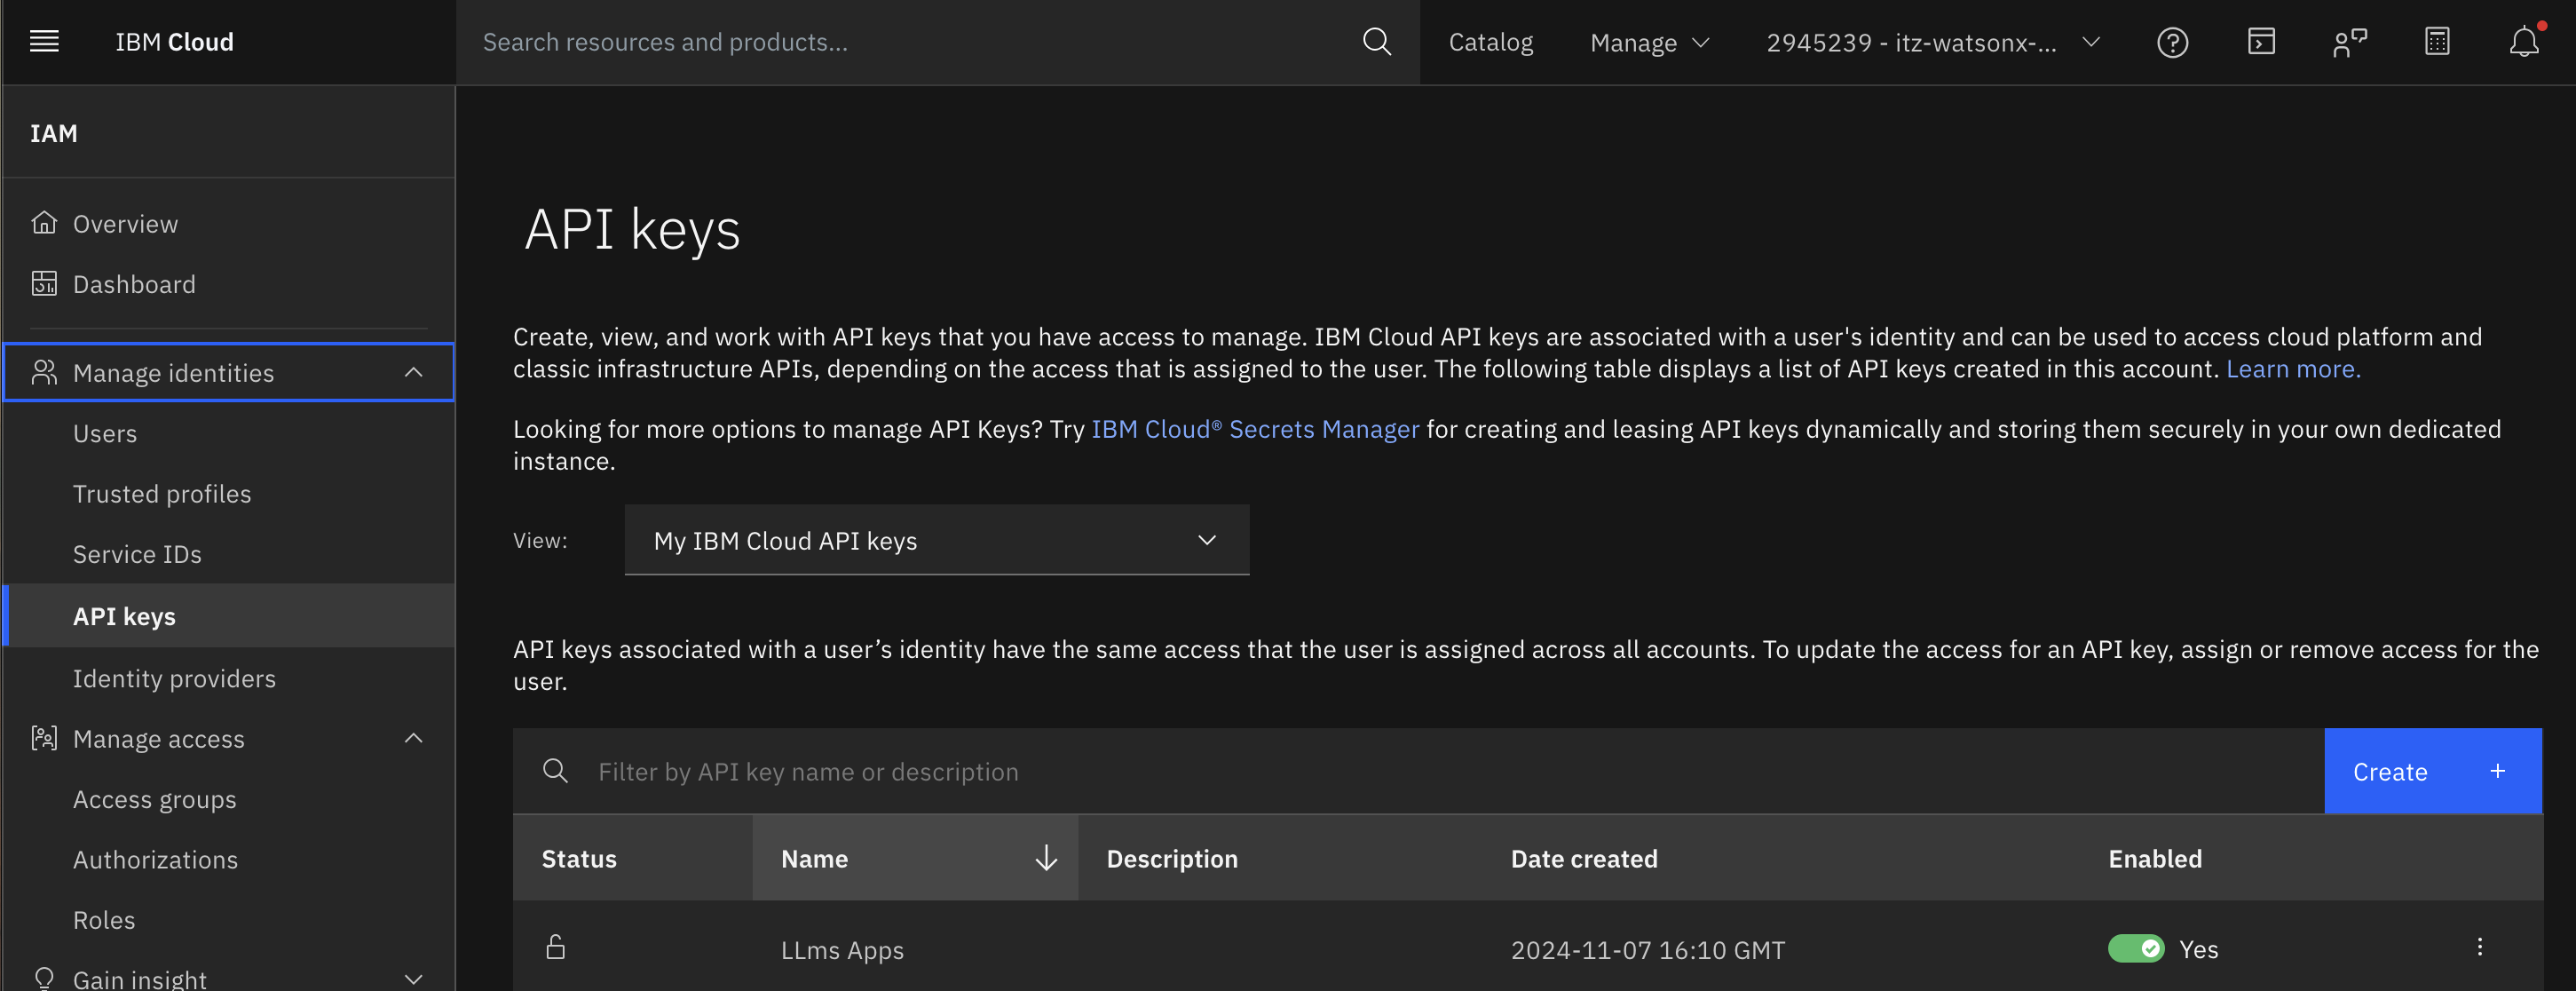 IBM Cloud
Search resources and products...
Catalog
Manage
2945239 - itz-watsonx-...
IAM
Overview
Dashboard
Manage identities
Users
Trusted profiles
Service IDs
API keys
Identity providers
Manage access
Access groups
Authorizations
Roles
Gain insight
API keys
Create, view, and work with API keys that you have access to manage. IBM Cloud API keys are associated with a user's identity and can be used to access cloud platform and
classic infrastructure APIs, depending on the access that is assigned to the user. The following table displays a list of API keys created in this account. Learn more.
Looking for more options to manage API Keys? Try IBM Cloud® Secrets Manager for creating and leasing API keys dynamically and storing them securely in your own dedicated
instance.
View:
My IBM Cloud API keys
API keys associated with a user’s identity have the same access that the user is assigned across all accounts. To update the access for an API key, assign or remove access for the
user.
Filter by API key name or description
Create +
Status Name Description Date created Enabled
LLms Apps 2024-11-07 16:10 GMT Yes